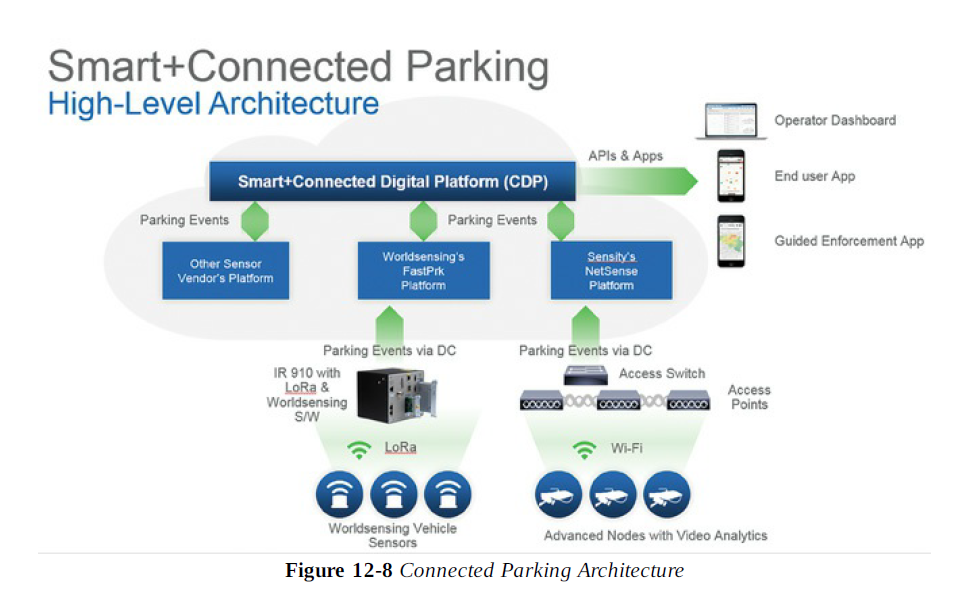 Smart+Connected Parking
High-Level Architecture
Operator Dashboard
APIs & Apps
Smart+Connected Digital Platform (CDP)
End user App
Parking Events
Parking Events
Guided Enforcement App
Other Sensor
Vendor's Platform
Worldsensing's
FastPrk
Platform
Sensity's
NetSense
Platform
Parking Events via DC
Parking Events via DC
IR 910 with
LoRa &
Worldsensing
S/W
Access Switch
Access
Points
LoRa
Wi-Fi
Worldsensing Vehicle
Sensors
Advanced Nodes with Video Analytics
Figure 12-8 Connected Parking Architecture